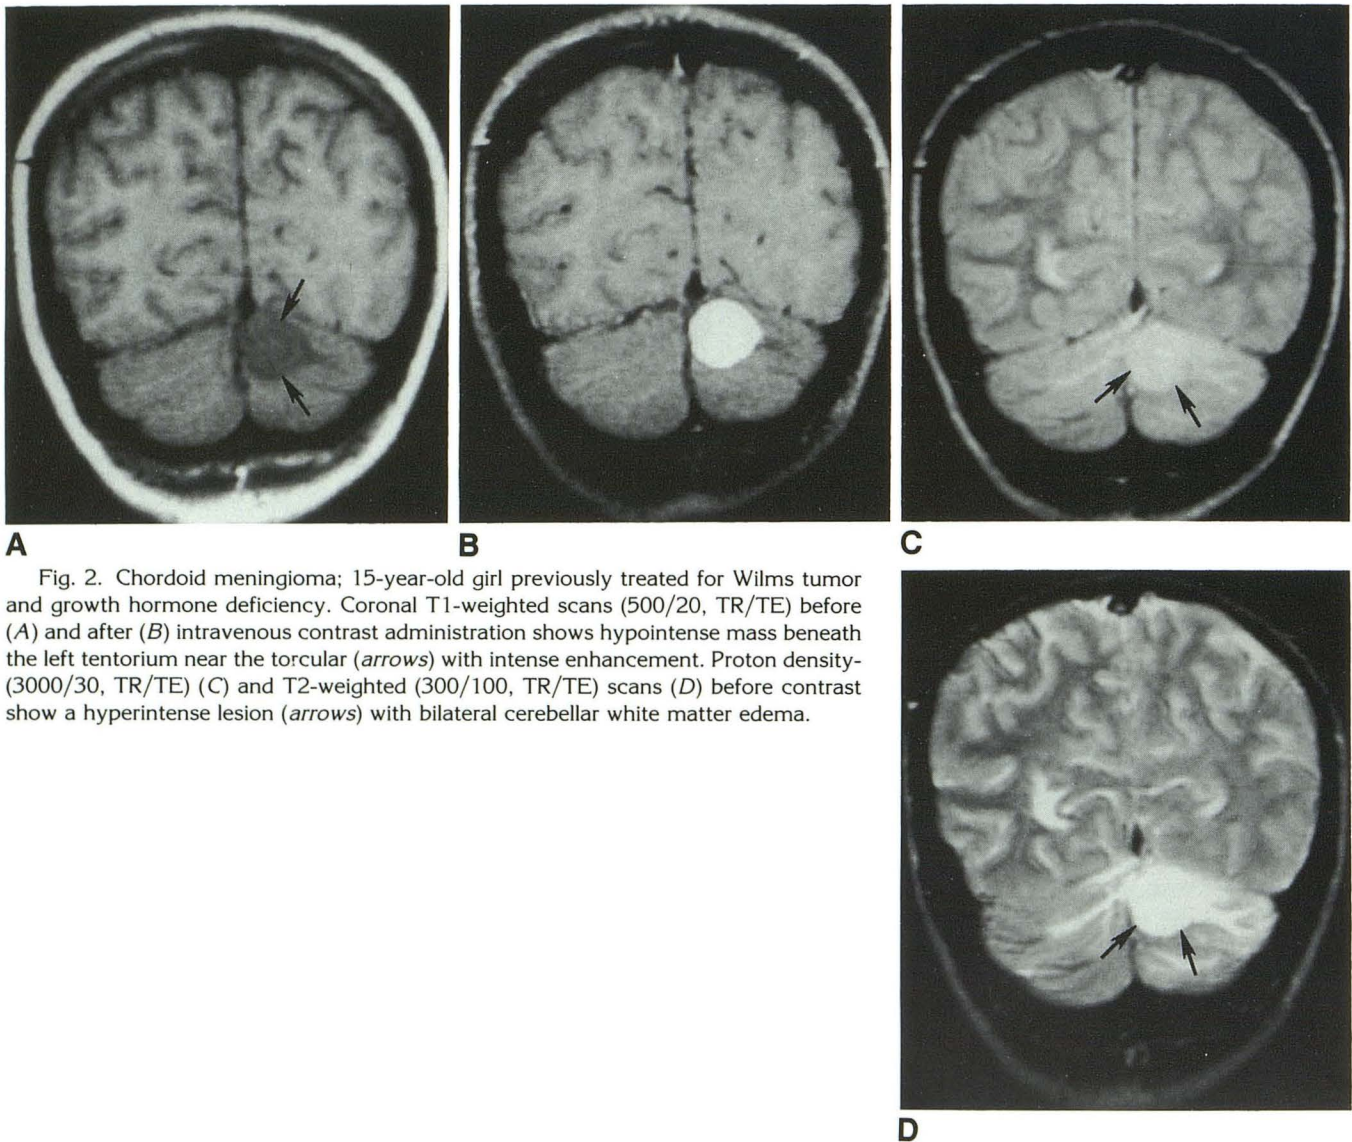 A
B
C
Fig. 2. Chordoid meningioma; 15-year-old girl previously treated for Wilms tumor
and growth hormone deficiency. Coronal T1-weighted scans (500/20, TR/TE) before
(A) and after (B) intravenous contrast administration shows hypointense mass beneath
the left tentorium near the torcular (arrows) with intense enhancement. Proton density-
(3000/30, TR/TE) (C) and T2-weighted (300/100, TR/TE) scans (D) before contrast
show a hyperintense lesion (arrows) with bilateral cerebellar white matter edema.
D